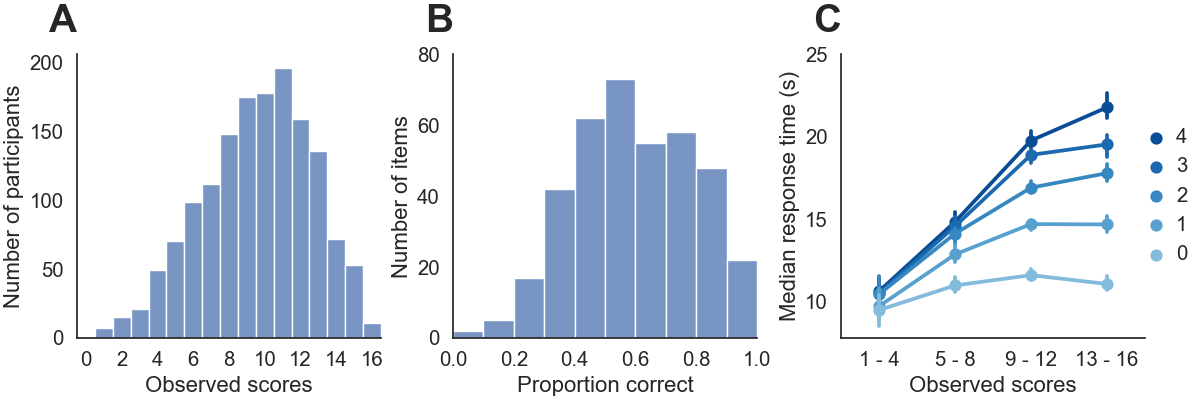 A
Number of participants
200
150
100
50
0
0 2 4 6 8 10 12 14 16
Observed scores
B
Number of items
80
60
40
20
0
0.0 0.2 0.4 0.6 0.8 1.0
Proportion correct
C
Median response time (s)
25
20
15
10
1 - 4 5 - 8 9 - 12 13 - 16
Observed scores
4
3
2
1
0